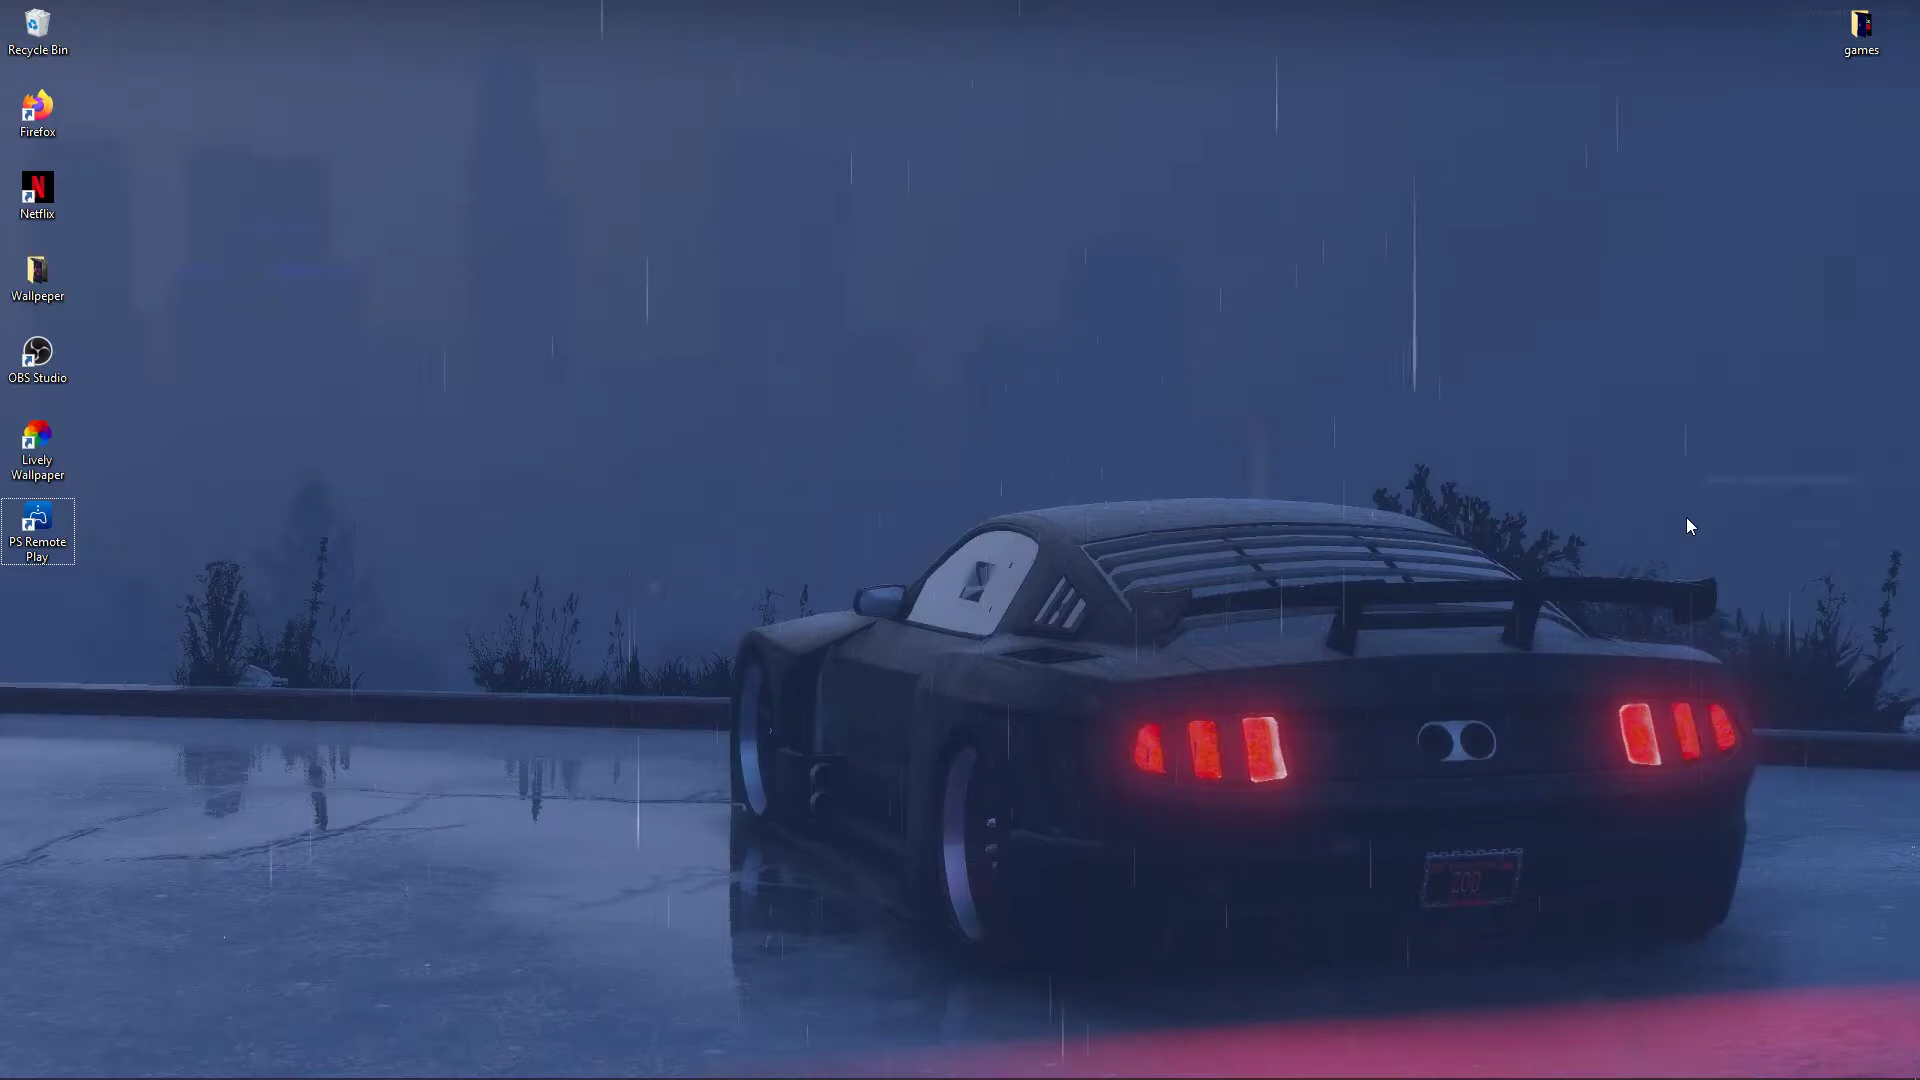 Recycle Bin
games
Firefox
Netflix
Wallpeper
OBS Studio
Lively
Wallpaper
PS Remote
Play